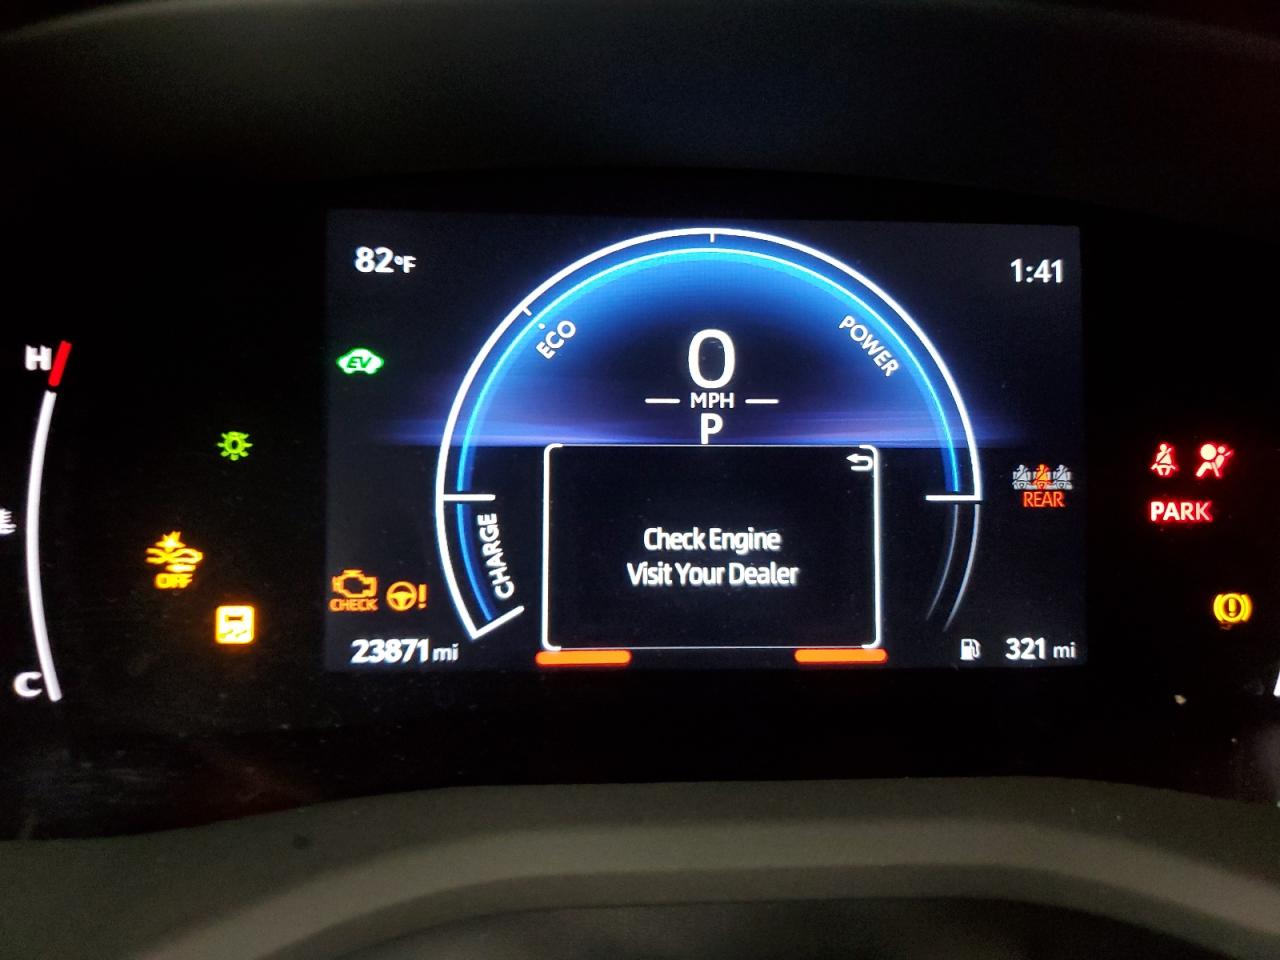 82°F
1:41
H
ECO
POWER
EV
0
MPH
P
REAR
PARK
CHARGE
Check Engine
Visit Your Dealer
OFF
CHECK
!
23871 mi
321 mi
C